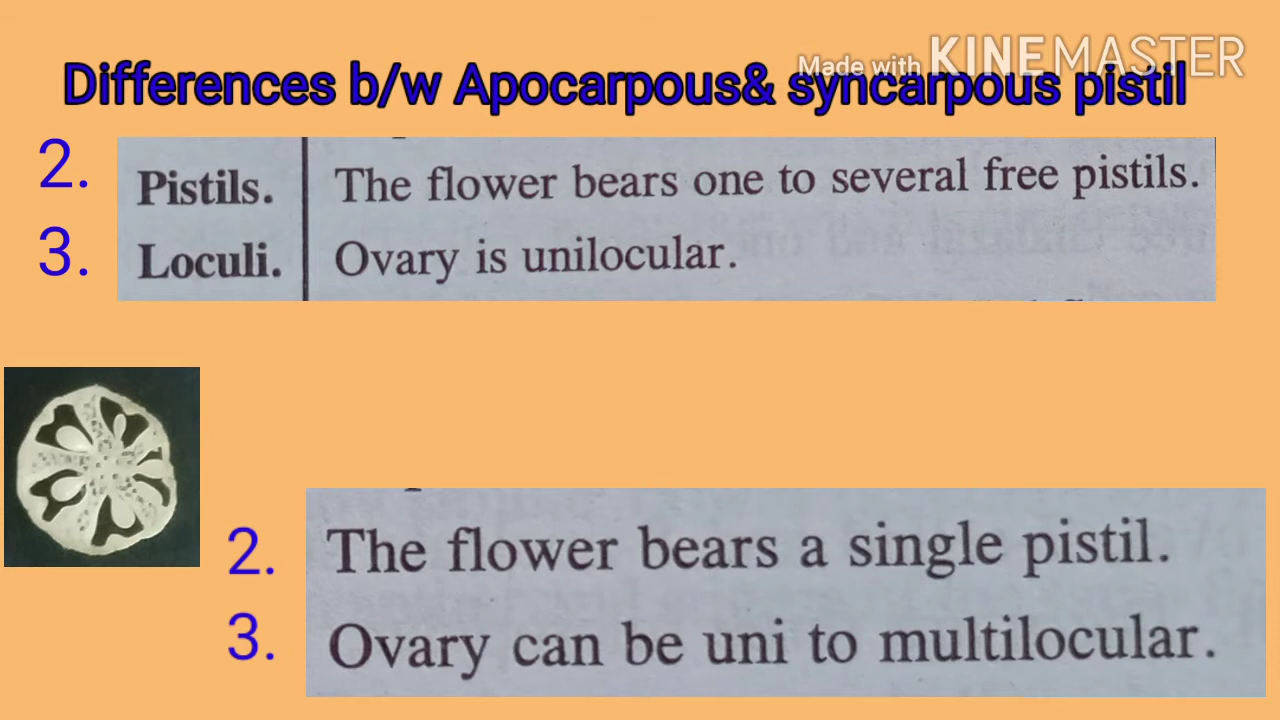 Made with KINEMASTER
Differences b/w Apocarpous& syncarpous pistil
2. Pistils. The flower bears one to several free pistils.
3. Loculi. Ovary is unilocular.
2. The flower bears a single pistil.
3. Ovary can be uni to multilocular.